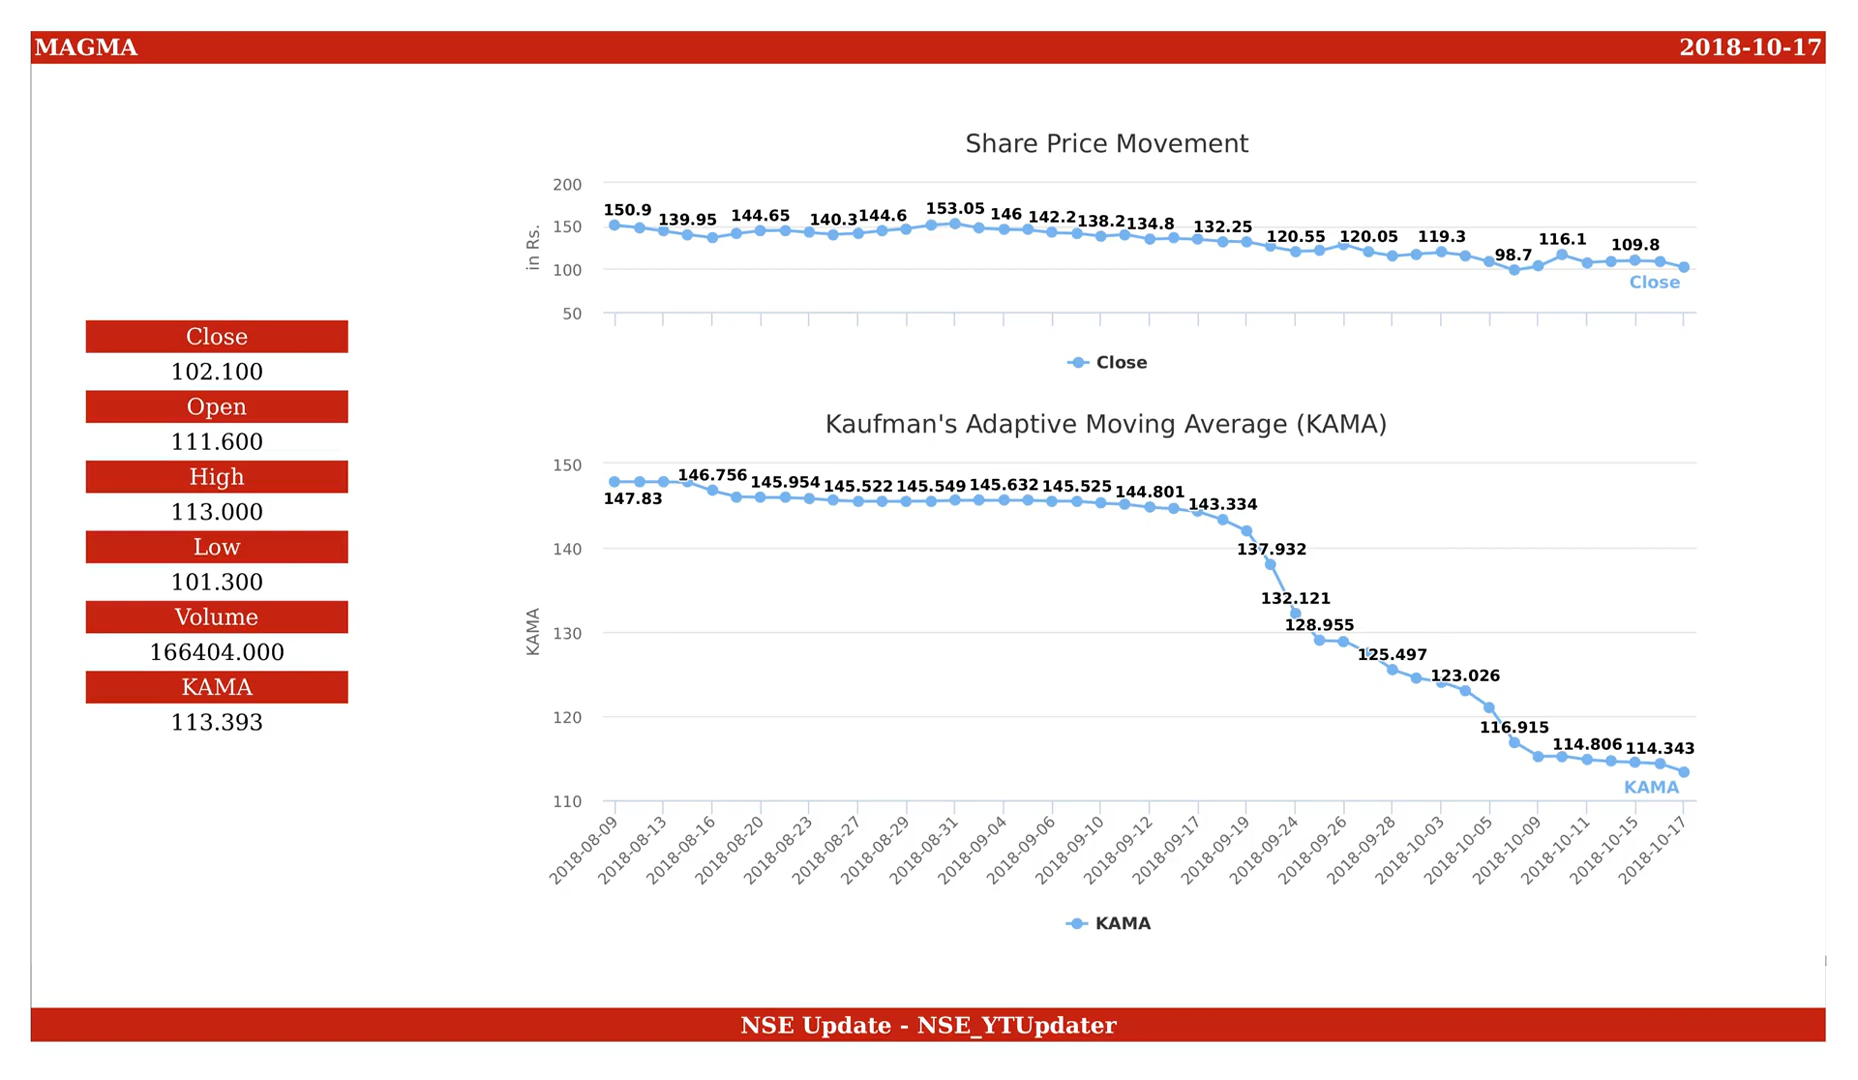 MAGMA 2018-10-17
Close
102.100
Open
111.600
High
113.000
Low
101.300
Volume
166404.000
KAMA
113.393
Share Price Movement
in Rs.
200
150
100
50
150.9 139.95 144.65 140.3 144.6 153.05 146 142.2 138.2 134.8 132.25 120.55 120.05 119.3 98.7 116.1 109.8
Close
Close
Kaufman's Adaptive Moving Average (KAMA)
KAMA
150
140
130
120
110
147.83 146.756 145.954 145.522 145.549 145.632 145.525 144.801 143.334 137.932 132.121 128.955 125.497 123.026 116.915 114.806 114.343
KAMA
2018-08-09 2018-08-13 2018-08-16 2018-08-20 2018-08-23 2018-08-27 2018-08-29 2018-08-31 2018-09-04 2018-09-06 2018-09-10 2018-09-12 2018-09-17 2018-09-19 2018-09-24 2018-09-26 2018-09-28 2018-10-03 2018-10-05 2018-10-09 2018-10-11 2018-10-15 2018-10-17
KAMA
NSE Update - NSE_YTUpdater